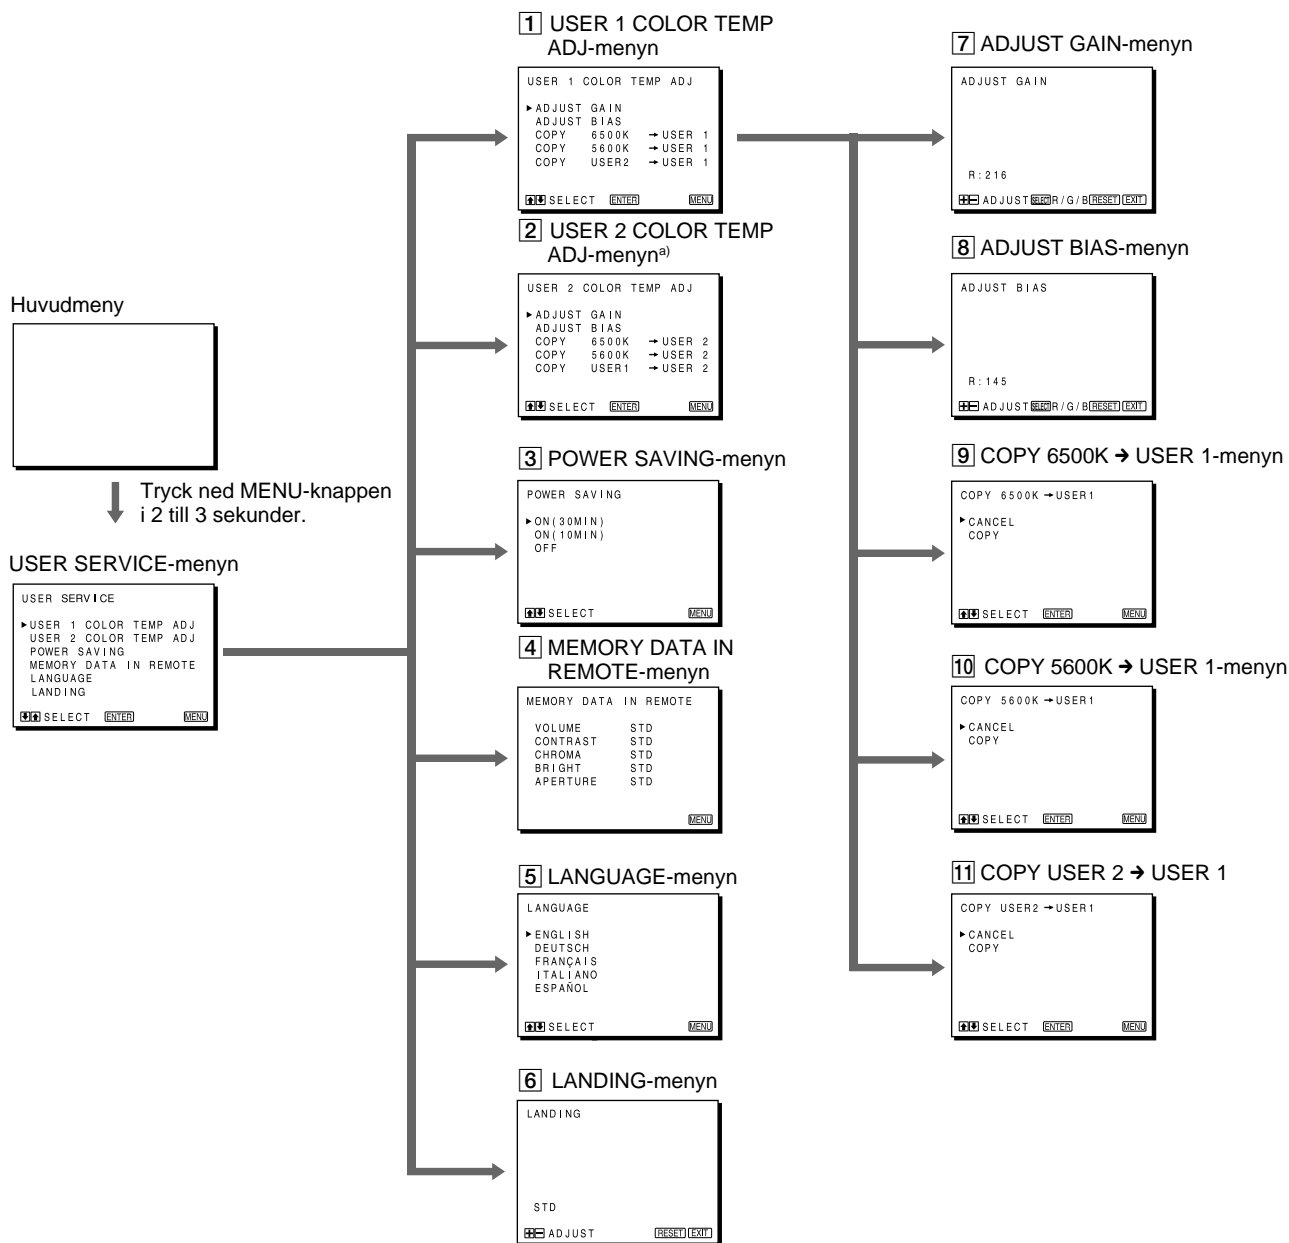 Huvudmeny
Tryck ned MENU-knappen
i 2 till 3 sekunder.
USER SERVICE-menyn
USER SERVICE
►USER 1 COLOR TEMP ADJ
USER 2 COLOR TEMP ADJ
POWER SAVING
MEMORY DATA IN REMOTE
LANGUAGE
LANDING
SELECT ENTER MENU
1 USER 1 COLOR TEMP
ADJ-menyn
USER 1 COLOR TEMP ADJ
►ADJUST GAIN
ADJUST BIAS
COPY 6500K →USER 1
COPY 5600K →USER 1
COPY USER2 →USER 1
SELECT ENTER MENU
2 USER 2 COLOR TEMP
ADJ-menyn a)
USER 2 COLOR TEMP ADJ
►ADJUST GAIN
ADJUST BIAS
COPY 6500K →USER 2
COPY 5600K →USER 2
COPY USER1 →USER 2
SELECT ENTER MENU
3 POWER SAVING-menyn
POWER SAVING
►ON(30MIN)
ON(10MIN)
OFF
SELECT MENU
4 MEMORY DATA IN
REMOTE-menyn
MEMORY DATA IN REMOTE
VOLUME STD
CONTRAST STD
CHROMA STD
BRIGHT STD
APERTURE STD
MENU
5 LANGUAGE-menyn
LANGUAGE
►ENGLISH
DEUTSCH
FRANÇAIS
ITALIANO
ESPAÑOL
SELECT MENU
6 LANDING-menyn
LANDING
STD
ADJUST RESET EXIT
7 ADJUST GAIN-menyn
ADJUST GAIN
R:216
ADJUST SELECT R/G/B RESET EXIT
8 ADJUST BIAS-menyn
ADJUST BIAS
R:145
ADJUST SELECT R/G/B RESET EXIT
9 COPY 6500K → USER 1-menyn
COPY 6500K →USER1
►CANCEL
COPY
SELECT ENTER MENU
10 COPY 5600K → USER 1-menyn
COPY 5600K →USER1
►CANCEL
COPY
SELECT ENTER MENU
11 COPY USER 2 → USER 1
COPY USER2 →USER1
►CANCEL
COPY
SELECT ENTER MENU